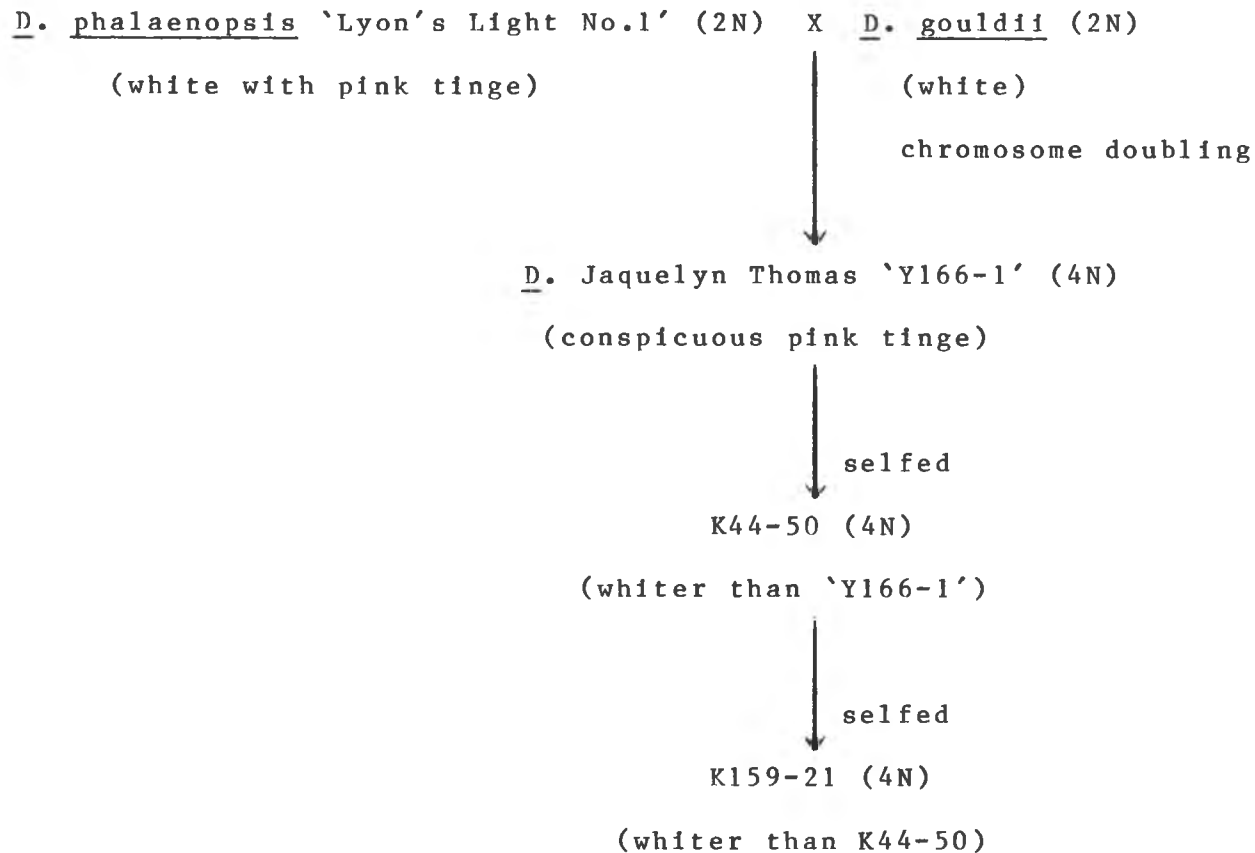 D. phalaenopsis `Lyon's Light No.1' (2N) X D. gouldii (2N)
(white with pink tinge) (white)
chromosome doubling
D. Jaquelyn Thomas `Y166-1' (4N)
(conspicuous pink tinge)
selfed
K44-50 (4N)
(whiter than `Y166-1')
selfed
K159-21 (4N)
(whiter than K44-50)